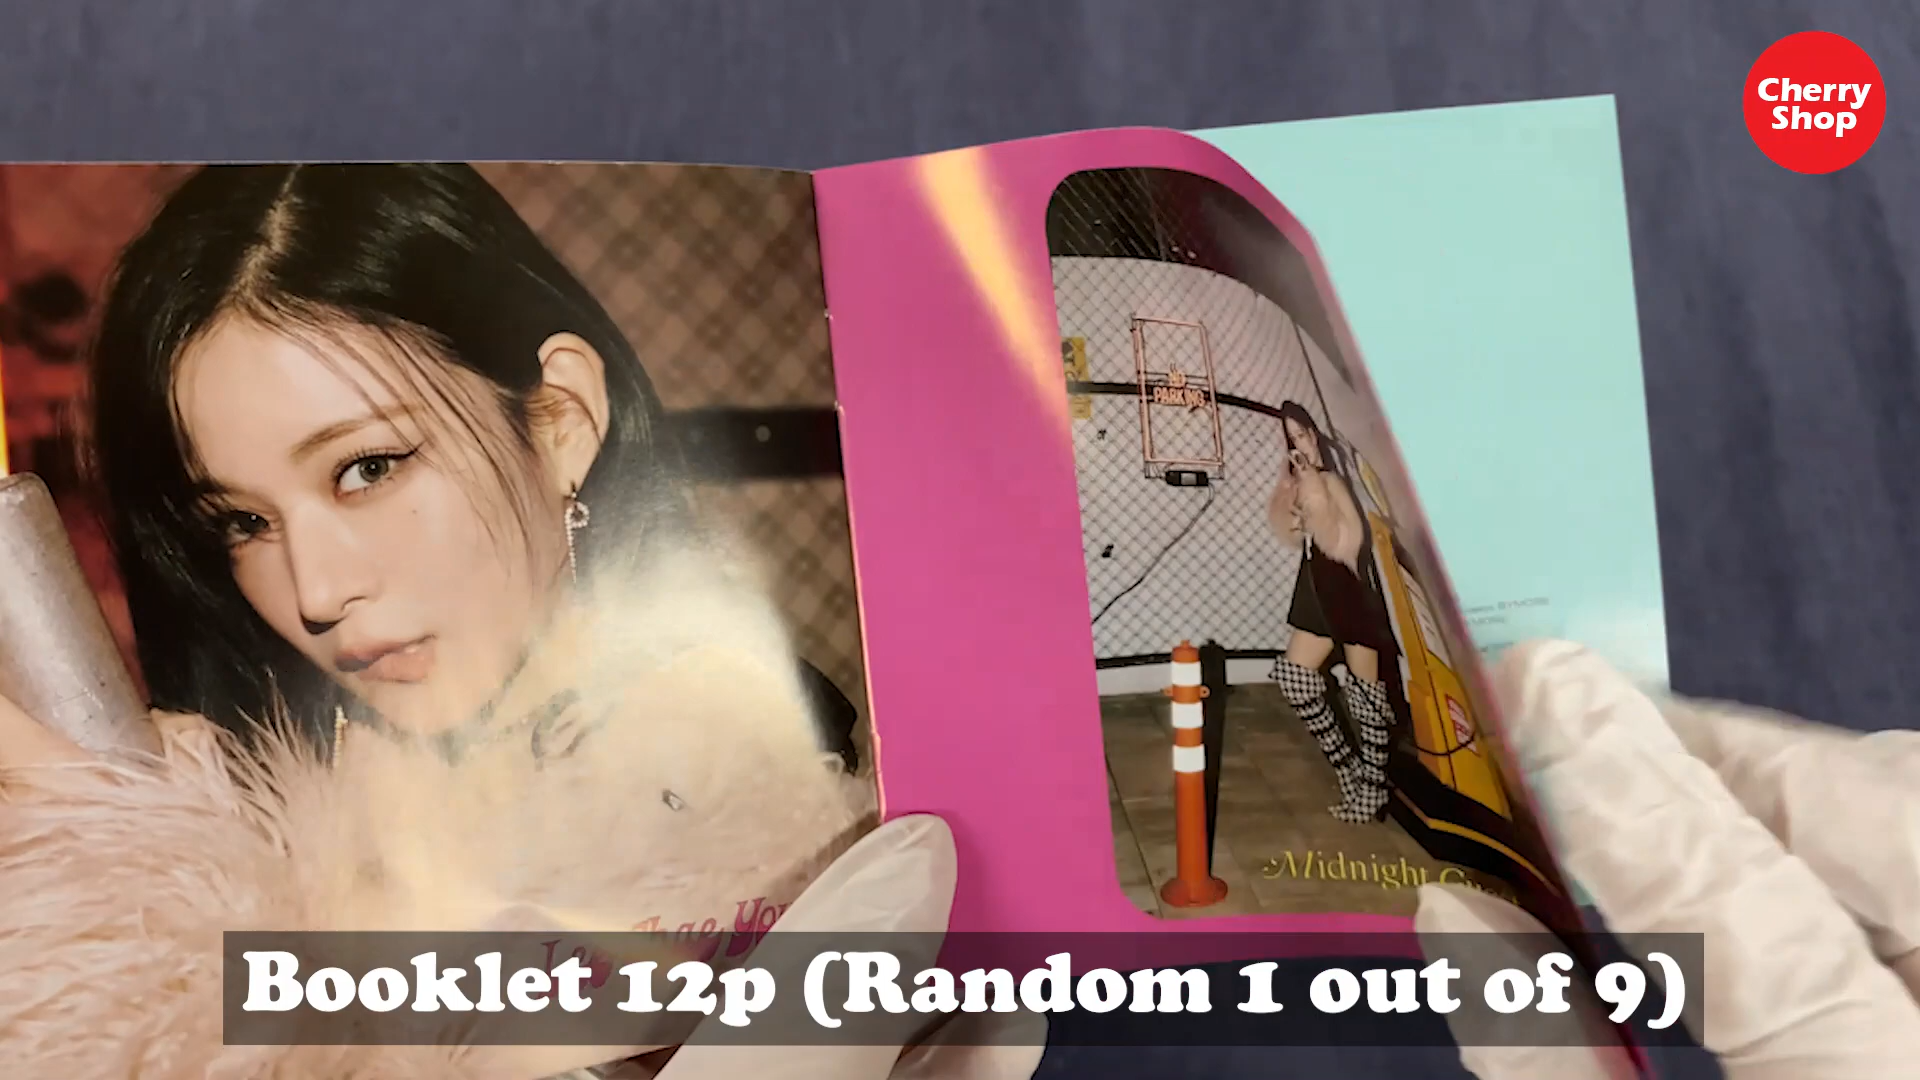 Cherry
Shop
PARKING
Midnight
Booklet 12p (Random 1 out of 9)